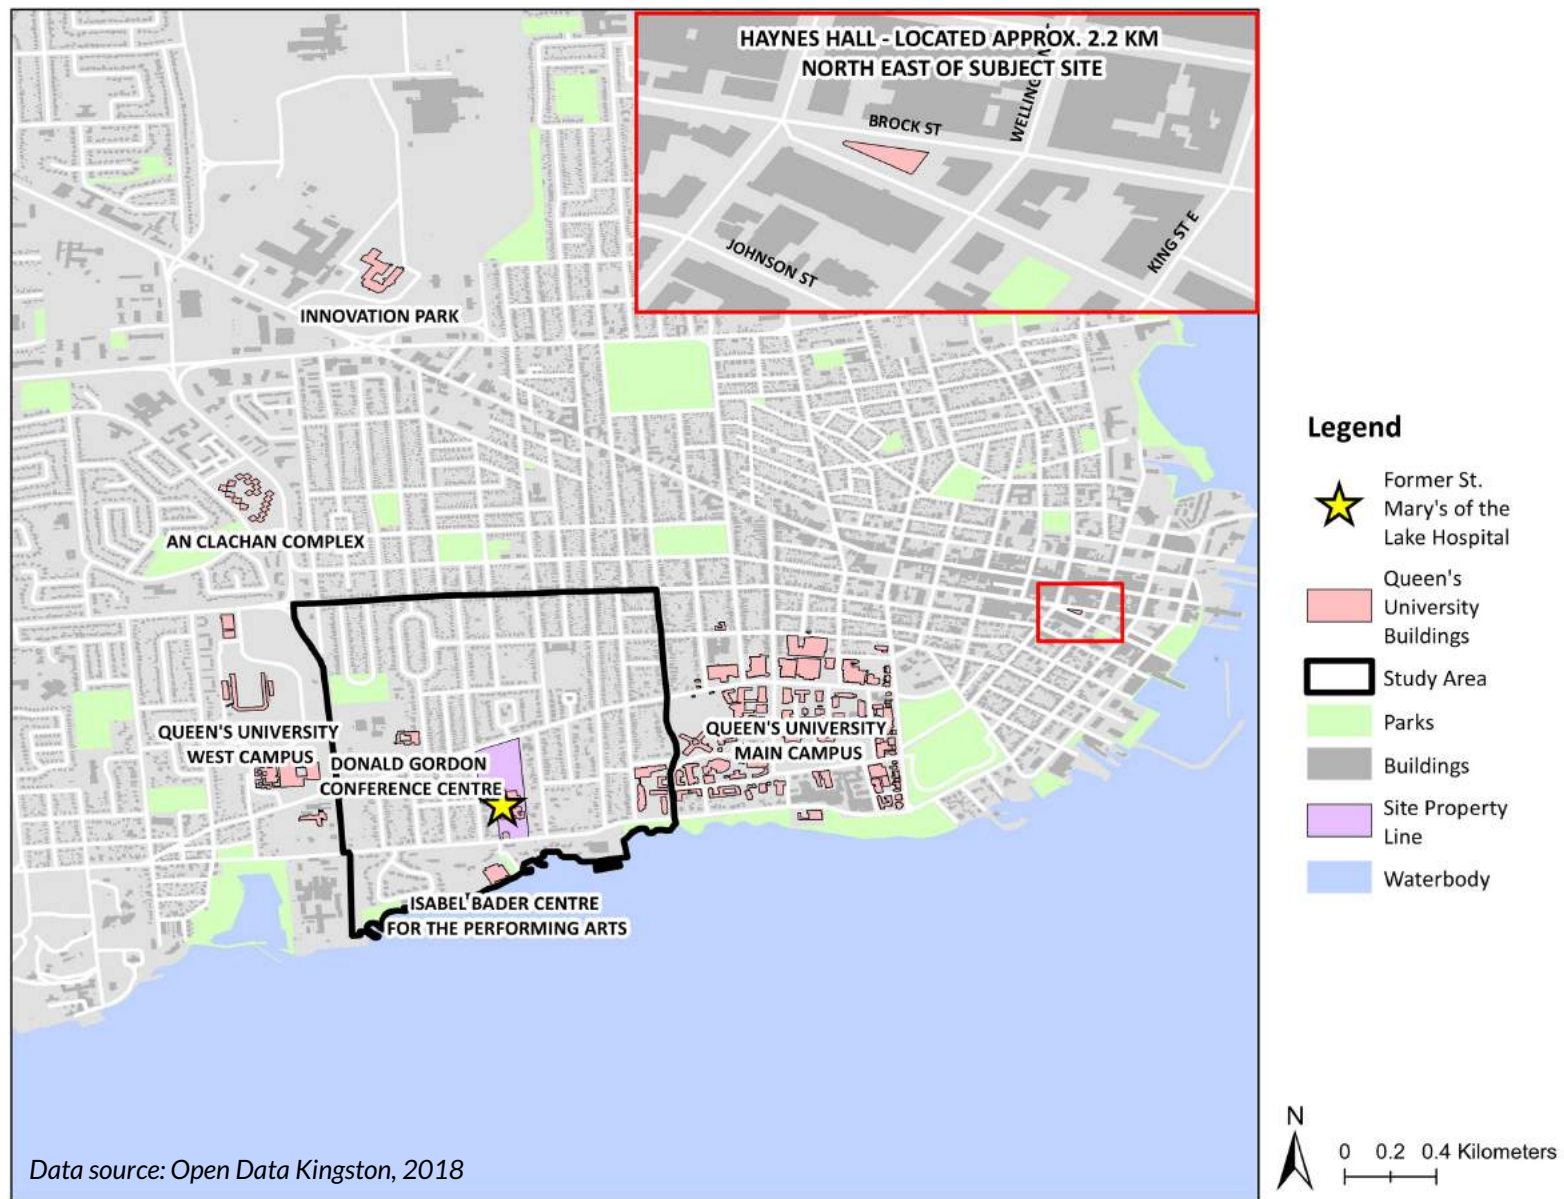 HAYNES HALL - LOCATED APPROX. 2.2 KM
NORTH EAST OF SUBJECT SITE
BROCK ST
JOHNSON ST
KING ST E
INNOVATION PARK
AN CLACHAN COMPLEX
QUEEN'S UNIVERSITY
WEST CAMPUS
DONALD GORDON
CONFERENCE CENTRE
QUEEN'S UNIVERSITY
MAIN CAMPUS
ISABEL BADER CENTRE
FOR THE PERFORMING ARTS
Data source: Open Data Kingston, 2018
Legend
Former St.
Mary's of the
Lake Hospital
Queen's
University
Buildings
Study Area
Parks
Buildings
Site Property
Line
Waterbody
N
0 0.2 0.4 Kilometers